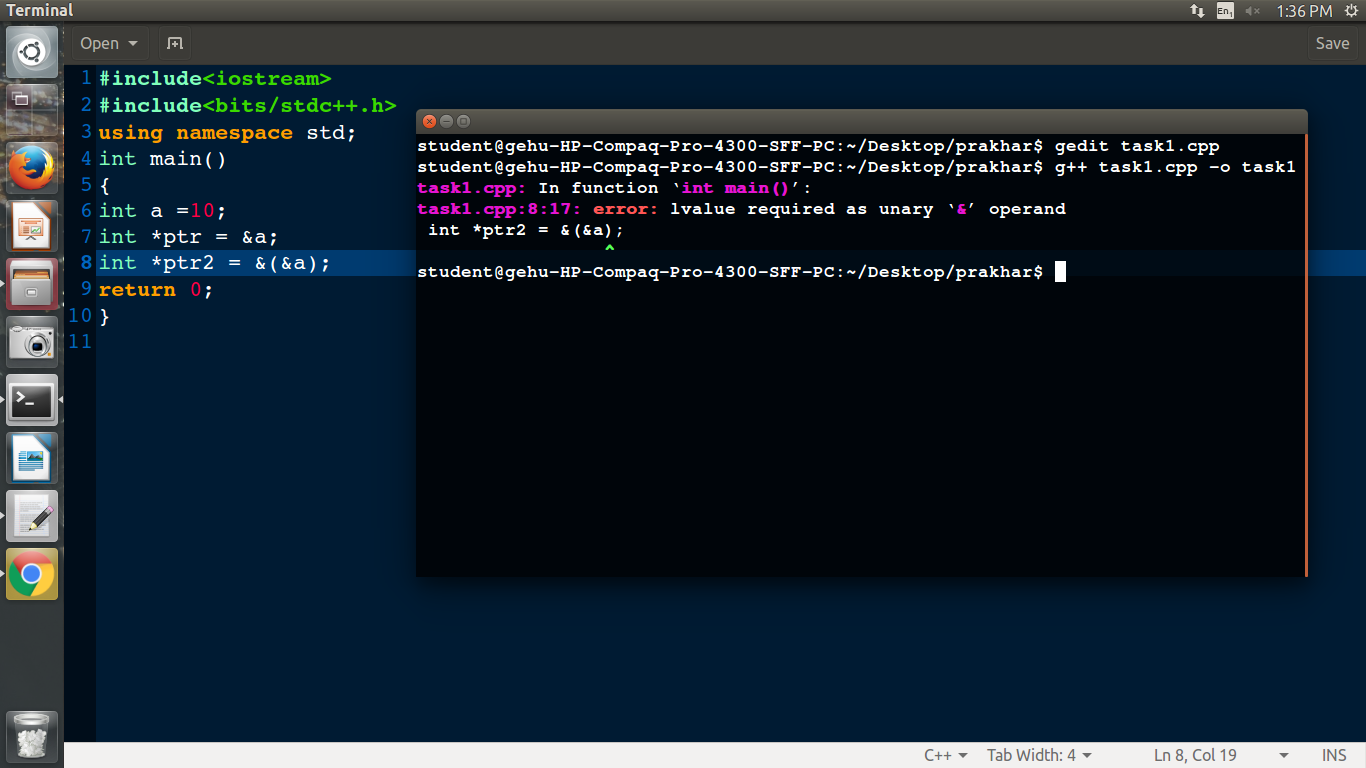 Terminal
En1
1:36 PM
Open
Save
1 #include<iostream>
2 #include<bits/stdc++.h>
3 using namespace std;
4 int main()
5 {
6 int a =10;
7 int *ptr = &a;
8 int *ptr2 = &(&a);
9 return 0;
10 }
11
student@gehu-HP-Compaq-Pro-4300-SFF-PC:~/Desktop/prakhar$ gedit task1.cpp
student@gehu-HP-Compaq-Pro-4300-SFF-PC:~/Desktop/prakhar$ g++ task1.cpp -o task1
task1.cpp: In function ‘int main()’:
task1.cpp:8:17: error: lvalue required as unary ‘&’ operand
int *ptr2 = &(&a);
^
student@gehu-HP-Compaq-Pro-4300-SFF-PC:~/Desktop/prakhar$
C++ Tab Width: 4 Ln 8, Col 19 INS